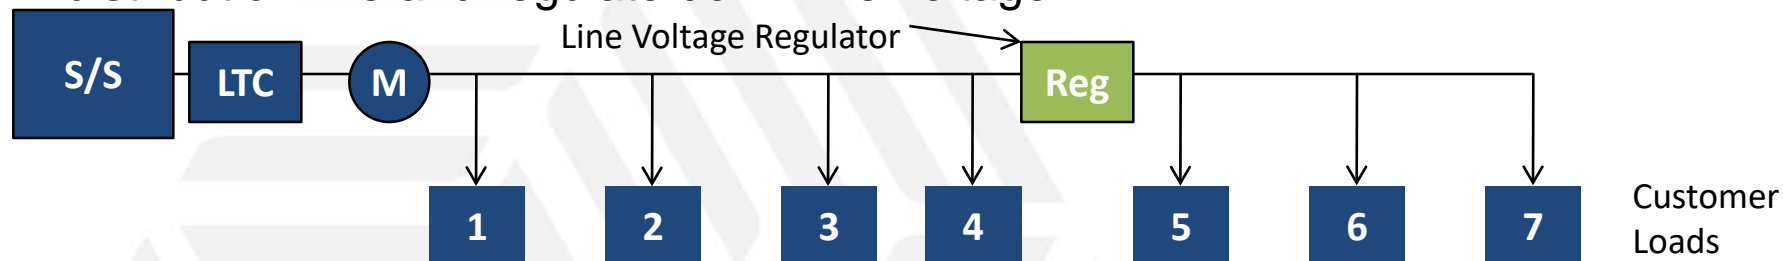 Line Voltage Regulator
S/S
LTC
M
Reg
1
2
3
4
5
6
7
Customer
Loads